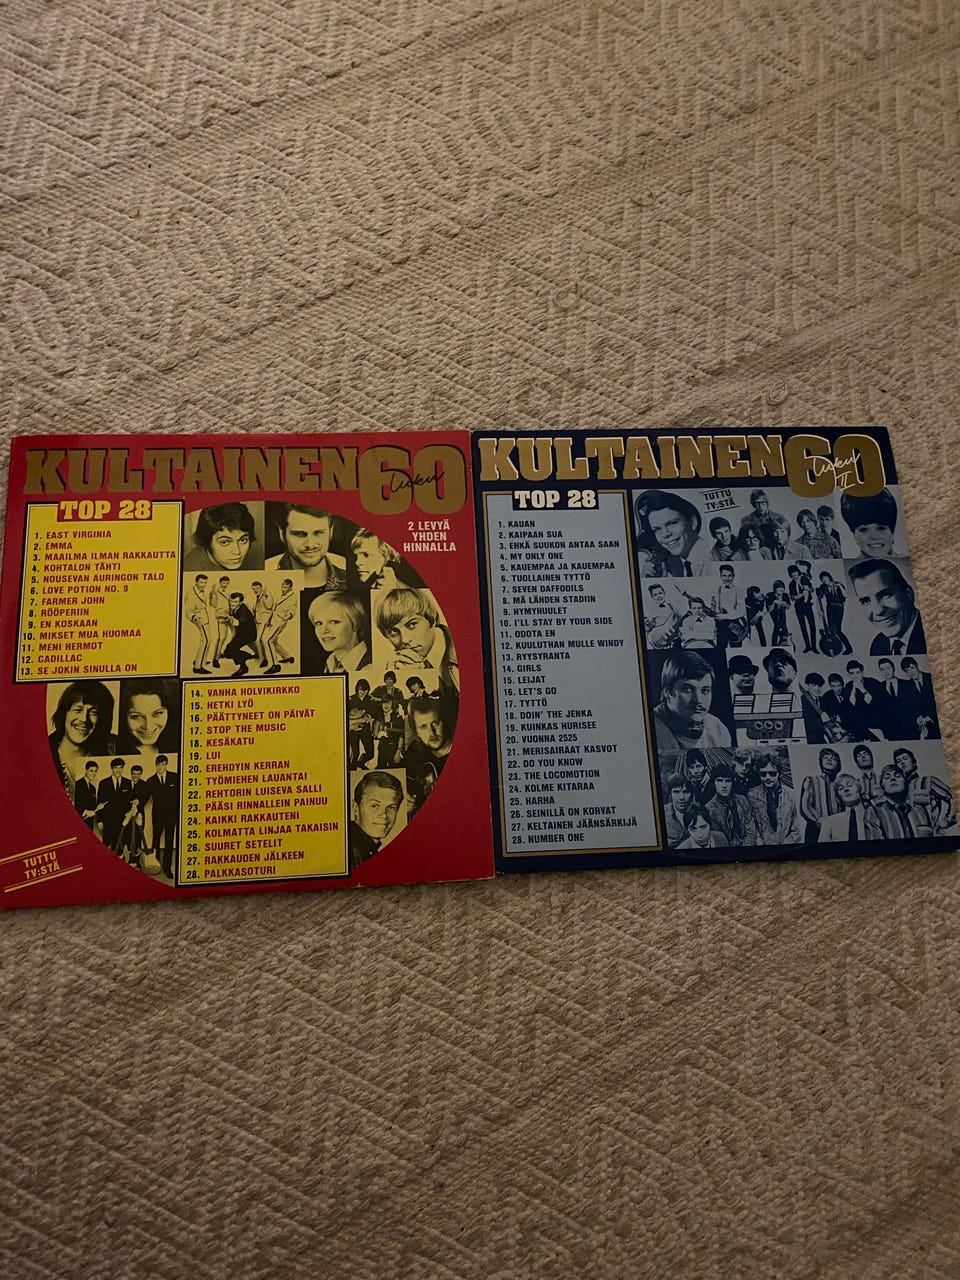 KULTAINEN 60
luku
TOP 28
2 LEVYÄ
YHDEN
HINNALLA
1. EAST VIRGINIA
2. EMMA
3. MAAILMA ILMAN RAKKAUTTA
4. KOHTALON TÄHTI
5. NOUSEVAN AURINGON TALO
6. LOVE POTION NO. 9
7. FARMER JOHN
8. RÖÖPERIIN
9. EN KOSKAAN
10. MIKSET MUA HUOMAA
11. MENI HERMOT
12. CADILLAC
13. SE JOKIN SINULLA ON
14. VANHA HOLVIKIRKKO
15. HETKI LYÖ
16. PÄÄTTYNEET ON PÄIVÄT
17. STOP THE MUSIC
18. KESÄKATU
19. LUI
20. EREHDYIN KERRAN
21. TYÖMIEHEN LAUANTAI
22. REHTORIN LUISEVA SALLI
23. PÄÄSI RINNALLEIN PAINUU
24. KAIKKI RAKKAUTENI
25. KOLMATTA LINJAA TAKAISIN
26. SUURET SETELIT
27. RAKKAUDEN JÄLKEEN
28. PALKKASOTURI
TUTTU
TV:STÄ
KULTAINEN 60
luku
II
TOP 28
TUTTU
TV:STÄ
1. KAUAN
2. KAIPAAN SUA
3. EHKÄ SUUKON ANTAA SAAN
4. MY ONLY ONE
5. KAUEMPAA JA KAUEMPAA
6. TUOLLAINEN TYTTÖ
7. SEVEN DAFFODILS
8. MÄ LÄHDEN STADIIN
9. HYMYHUULET
10. I'LL STAY BY YOUR SIDE
11. ODOTA EN
12. KUULUTHAN MULLE WINDY
13. RYYSYRANTA
14. GIRLS
15. LEIJAT
16. LET'S GO
17. TYTTÖ
18. DOIN' THE JENKA
19. KUINKAS HURISEE
20. VUONNA 2525
21. MERISAIRAAT KASVOT
22. DO YOU KNOW
23. THE LOCOMOTION
24. KOLME KITARAA
25. HARHA
26. SEINILLÄ ON KORVAT
27. KELTAINEN JÄÄNSÄRKIJÄ
28. NUMBER ONE